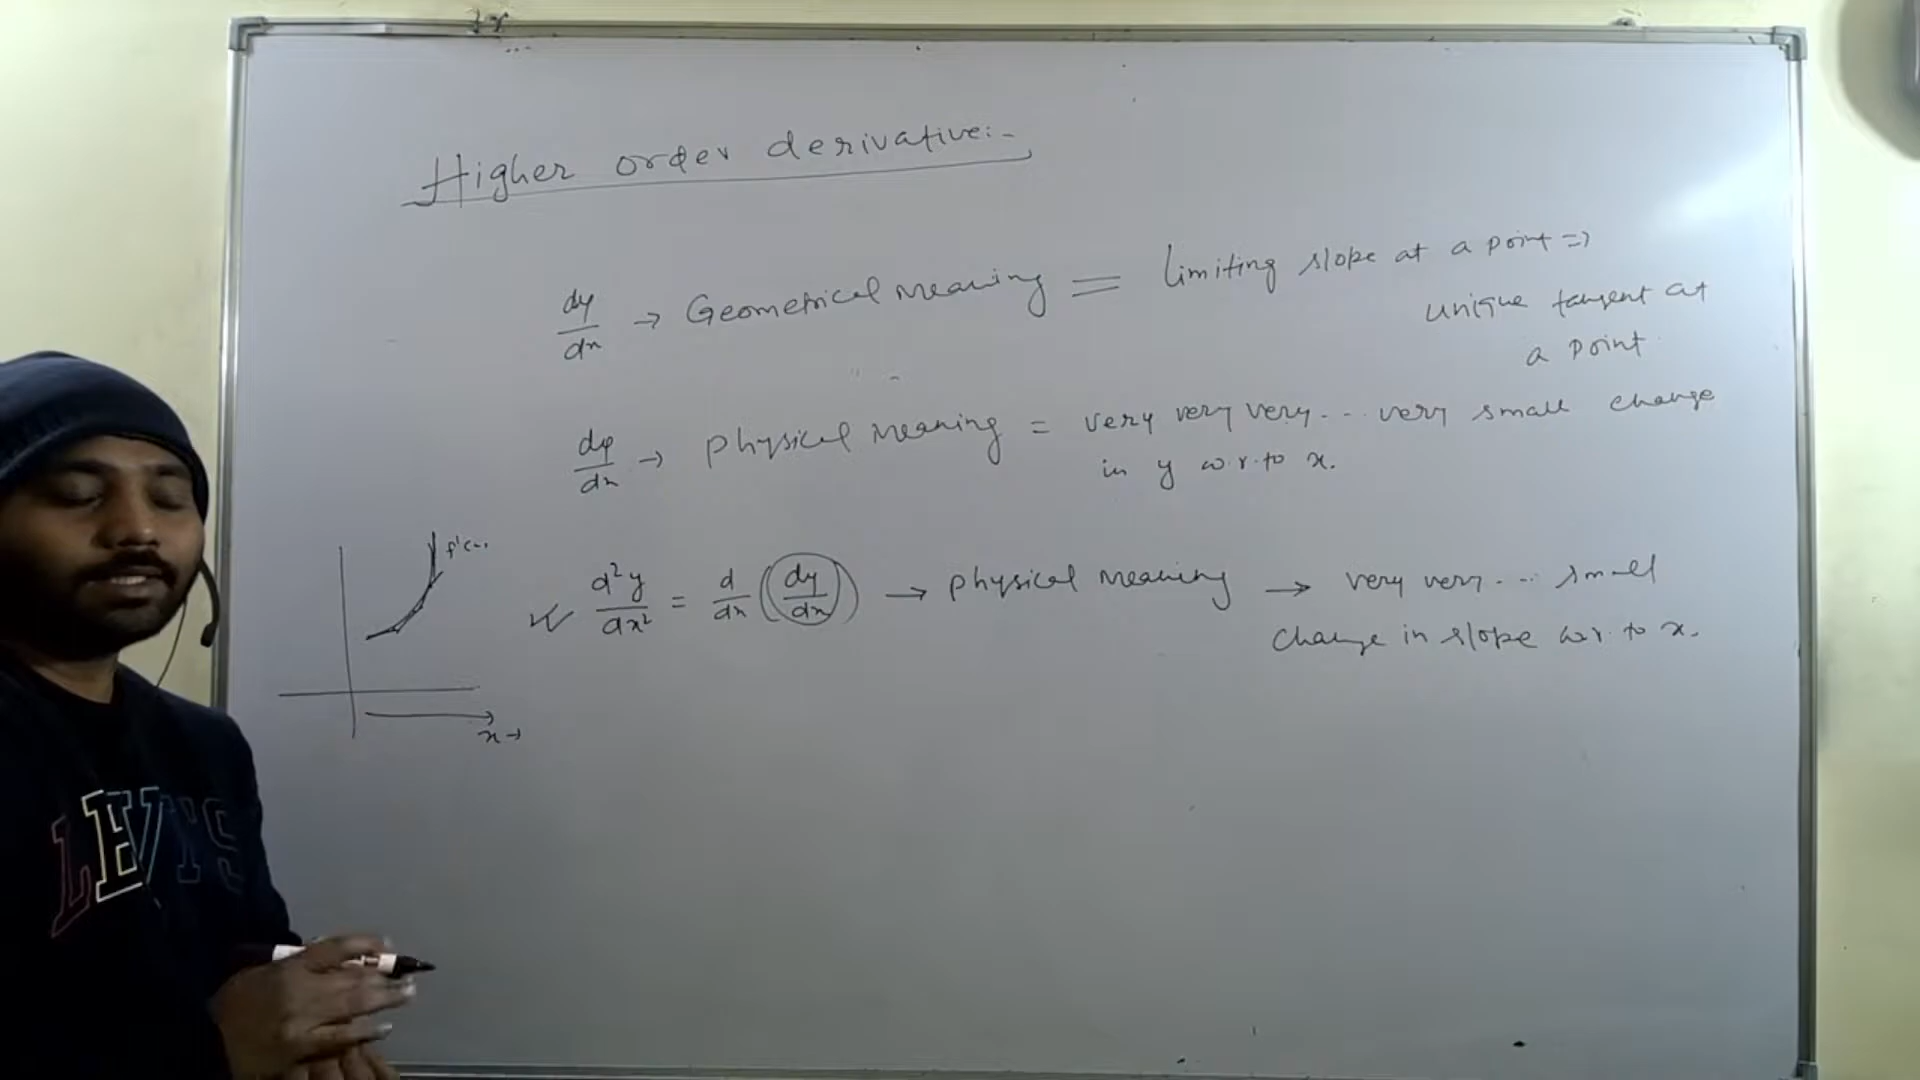 Higher order derivative:-
dy/dx → Geometrical meaning = limiting slope at a point ⇒
unique tangent at
a point
dy/dx → physical meaning = very very very... very small change
in y w.r.to x.
d²y/dx² = d/dx (dy/dx) → physical meaning → very very... small
change in slope w.r. to x.
x →
LEVI'S